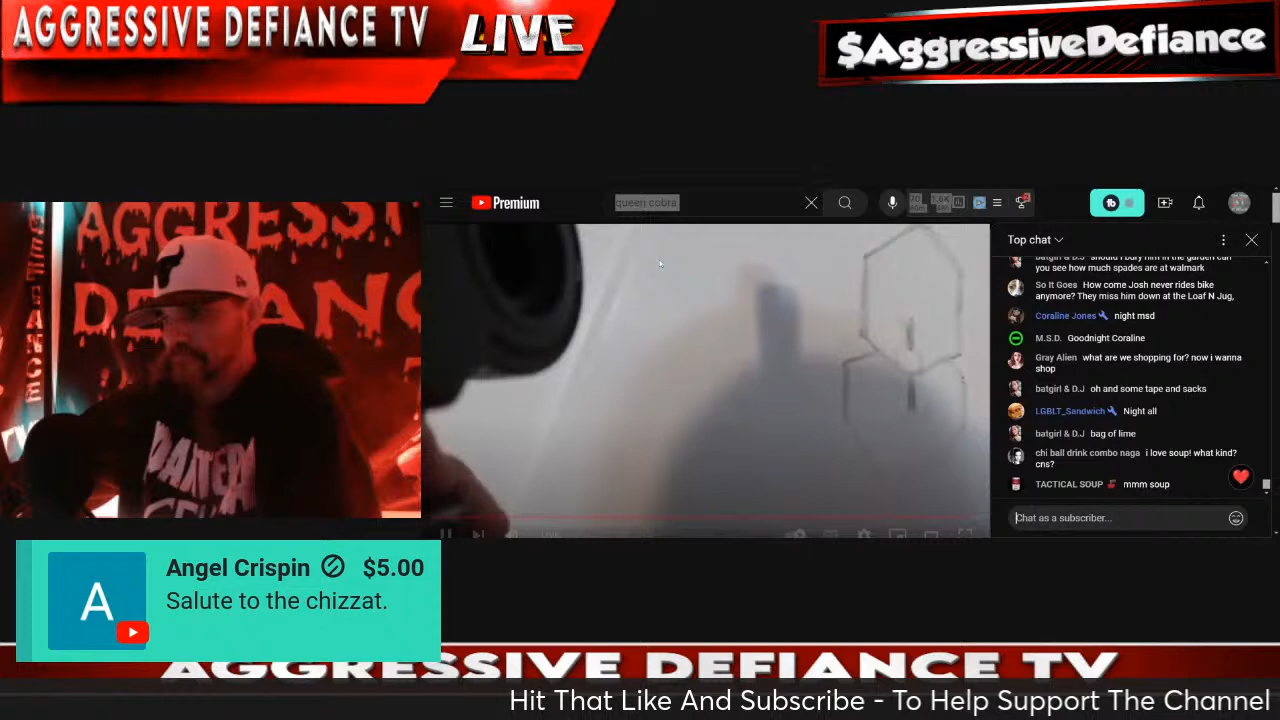 AGGRESSIVE DEFIANCE TV
LIVE
$AggressiveDefiance
Premium
queen cobra
Top chat
batgirl & D.J should i bury him in the garden can
you see how much spades are at walmark
So It Goes How come Josh never rides bike
anymore? They miss him down at the Loaf N Jug,
Coraline Jones night msd
M.S.D. Goodnight Coraline
Gray Alien what are we shopping for? now i wanna
shop
batgirl & D.J oh and some tape and sacks
LGBLT_Sandwich Night all
batgirl & D.J bag of lime
chi ball drink combo naga i love soup! what kind?
cns?
TACTICAL SOUP mmm soup
Chat as a subscriber...
AGGRESSI
DEFIANC
PANTERA
A
Angel Crispin $5.00
Salute to the chizzat.
AGGRESSIVE DEFIANCE TV
Hit That Like And Subscribe - To Help Support The Channel